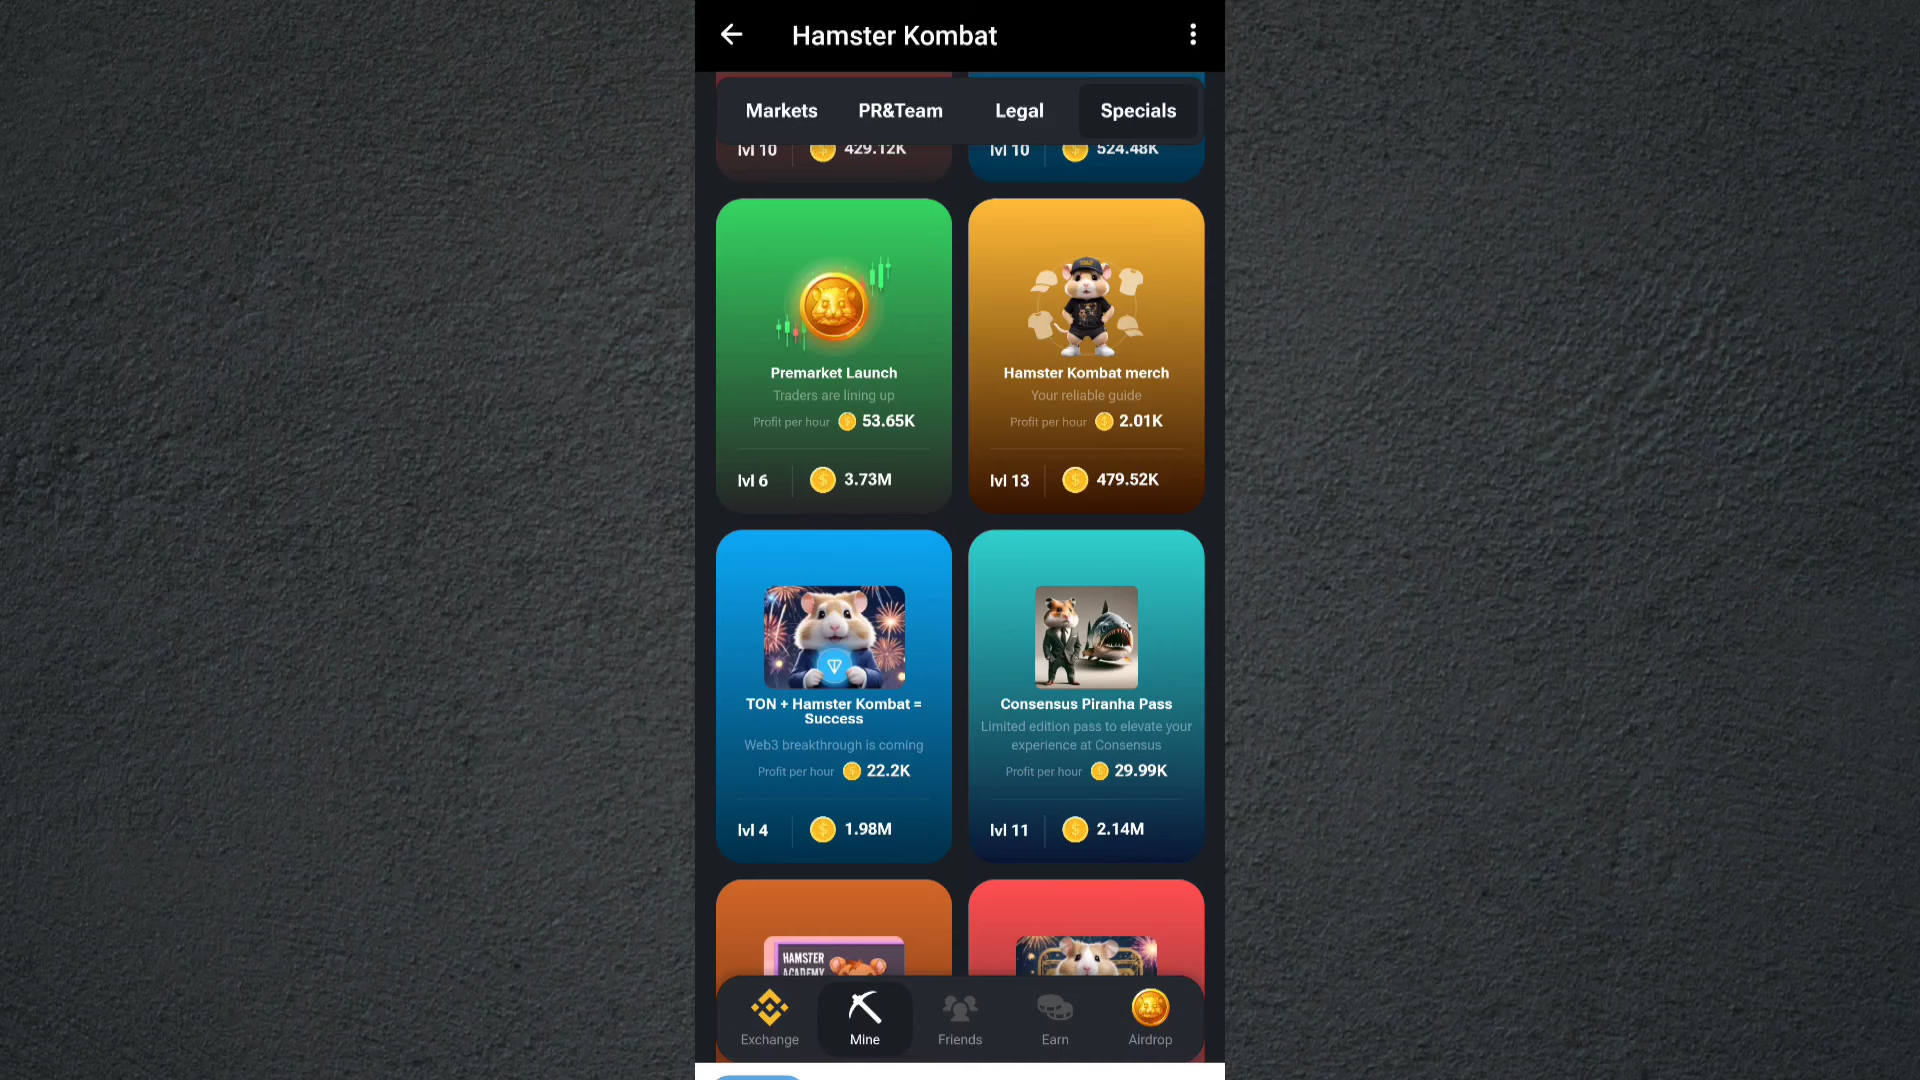 Hamster Kombat
Markets PR&Team Legal Specials
lvl 10 429.12K lvl 10 524.48K
Premarket Launch
Traders are lining up
Profit per hour 53.65K
lvl 6 3.73M
Hamster Kombat merch
Your reliable guide
Profit per hour 2.01K
lvl 13 479.52K
TON + Hamster Kombat =
Success
Web3 breakthrough is coming
Profit per hour 22.2K
lvl 4 1.98M
Consensus Piranha Pass
Limited edition pass to elevate your
experience at Consensus
Profit per hour 29.99K
lvl 11 2.14M
HAMSTER
ACADEMY
Exchange Mine Friends Earn Airdrop